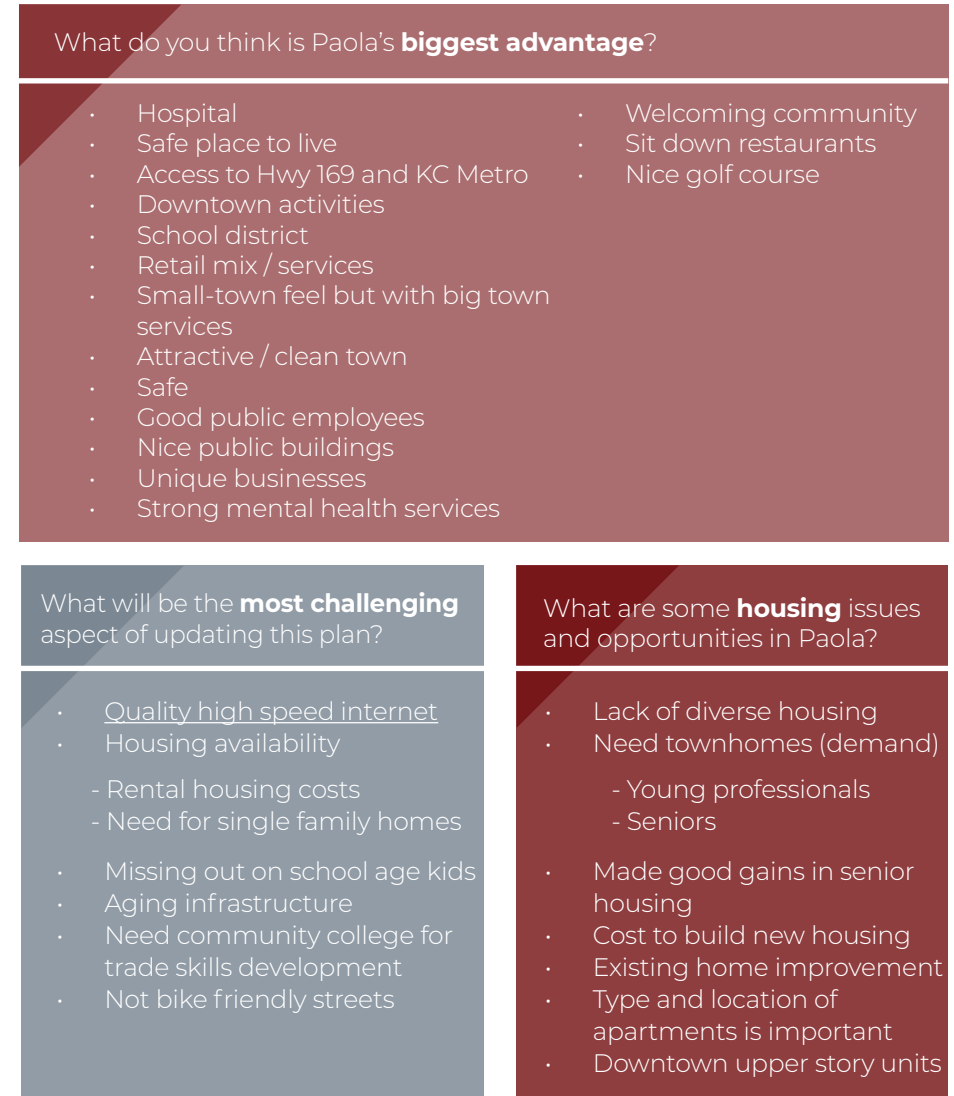 What do you think is Paola's biggest advantage?
· Hospital
· Safe place to live
· Access to Hwy 169 and KC Metro
· Downtown activities
· School district
· Retail mix / services
· Small-town feel but with big town
services
· Attractive / clean town
· Safe
· Good public employees
· Nice public buildings
· Unique businesses
· Strong mental health services
· Welcoming community
· Sit down restaurants
· Nice golf course
What will be the most challenging
aspect of updating this plan?
· Quality high speed internet
· Housing availability
- Rental housing costs
- Need for single family homes
· Missing out on school age kids
· Aging infrastructure
· Need community college for
trade skills development
· Not bike friendly streets
What are some housing issues
and opportunities in Paola?
· Lack of diverse housing
· Need townhomes (demand)
- Young professionals
- Seniors
· Made good gains in senior
housing
· Cost to build new housing
· Existing home improvement
· Type and location of
apartments is important
· Downtown upper story units